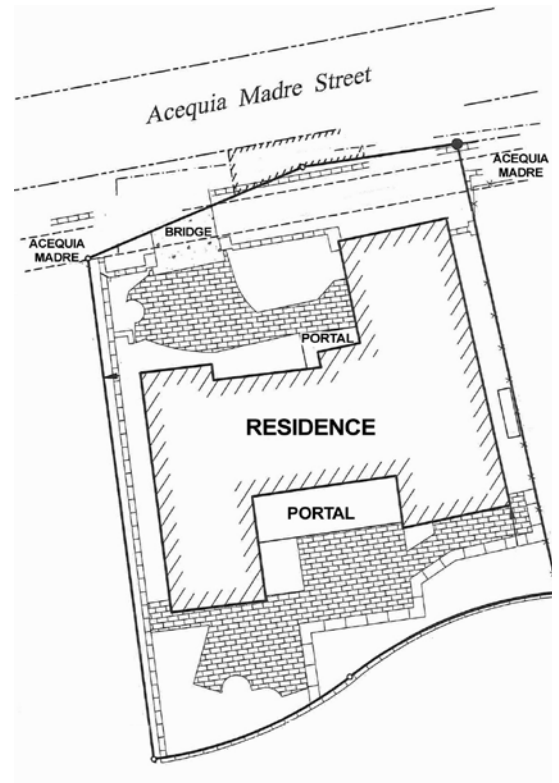 Acequia Madre Street
ACEQUIA
MADRE
BRIDGE
ACEQUIA
MADRE
PORTAL
RESIDENCE
PORTAL